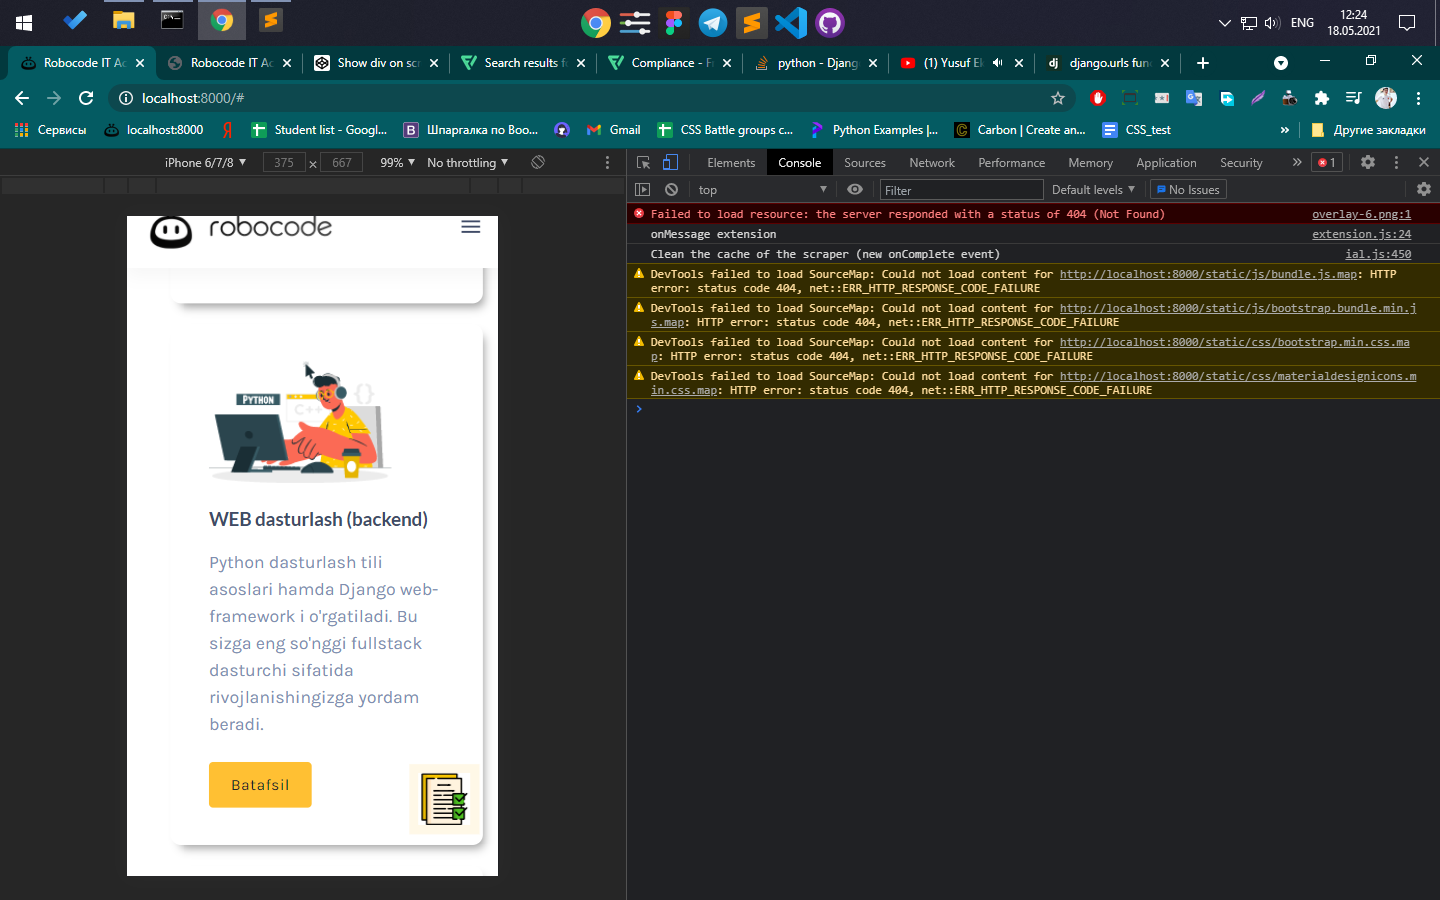 ENG
12:24
18.05.2021
Robocode IT Ac
Robocode IT Ac
Show div on scr
Search results fo
Compliance - Fr
python - Djang
(1) Yusuf Ek
dj
django.urls fun
localhost:8000/#
Сервисы
localhost:8000
Я
Student list - Googl...
B
Шпаргалка по Boo...
Gmail
CSS Battle groups c...
Python Examples |...
Carbon | Create an...
CSS_test
»
Другие закладки
iPhone 6/7/8
375
×
667
99%
No throttling
Elements
Console
Sources
Network
Performance
Memory
Application
Security
»
1
top
Filter
Default levels
No Issues
Failed to load resource: the server responded with a status of 404 (Not Found)
overlay-6.png:1
onMessage extension
extension.js:24
Clean the cache of the scraper (new onComplete event)
ial.js:450
DevTools failed to load SourceMap: Could not load content for http://localhost:8000/static/js/bundle.js.map: HTTP
error: status code 404, net::ERR_HTTP_RESPONSE_CODE_FAILURE
DevTools failed to load SourceMap: Could not load content for http://localhost:8000/static/js/bootstrap.bundle.min.j
s.map: HTTP error: status code 404, net::ERR_HTTP_RESPONSE_CODE_FAILURE
DevTools failed to load SourceMap: Could not load content for http://localhost:8000/static/css/bootstrap.min.css.ma
p: HTTP error: status code 404, net::ERR_HTTP_RESPONSE_CODE_FAILURE
DevTools failed to load SourceMap: Could not load content for http://localhost:8000/static/css/materialdesignicons.m
in.css.map: HTTP error: status code 404, net::ERR_HTTP_RESPONSE_CODE_FAILURE
robocode
PYTHON
C++
{}
WEB dasturlash (backend)
Python dasturlash tili
asoslari hamda Django web-
framework i o'rgatiladi. Bu
sizga eng so'nggi fullstack
dasturchi sifatida
rivojlanishingizga yordam
beradi.
Batafsil